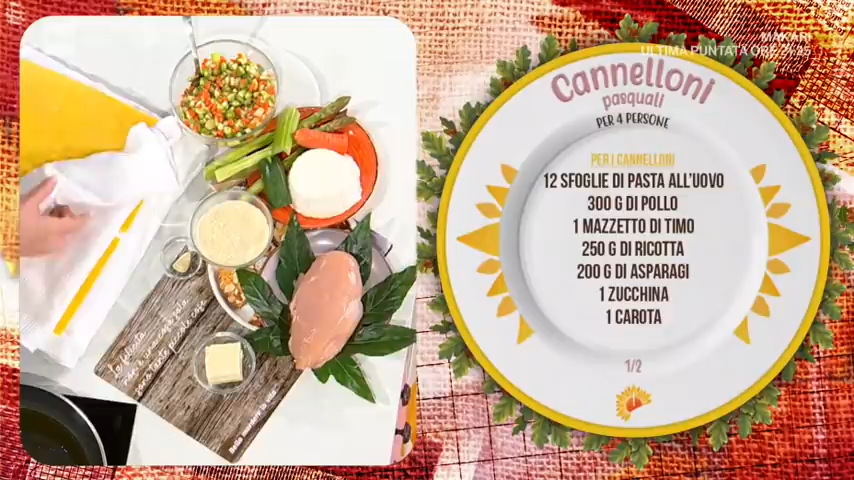 MAKARI
ULTIMA PUNTATA ORE 21:25
Cannelloni
pasquali
PER 4 PERSONE
PER I CANNELLONI
12 SFOGLIE DI PASTA ALL'UOVO
300 G DI POLLO
1 MAZZETTO DI TIMO
250 G DI RICOTTA
200 G DI ASPARAGI
1 ZUCCHINA
1 CAROTA
1/2